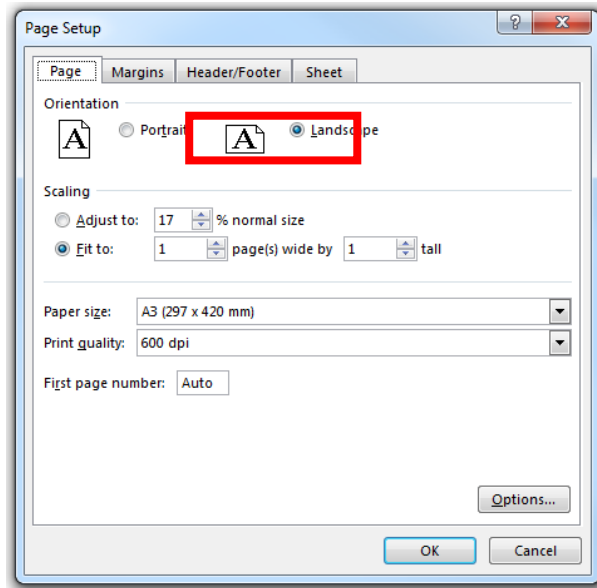 Page Setup
Page Margins Header/Footer Sheet
Orientation
A Portrait A Landscape
Scaling
Adjust to: 17 % normal size
Fit to: 1 page(s) wide by 1 tall
Paper size: A3 (297 x 420 mm)
Print quality: 600 dpi
First page number: Auto
Options...
OK Cancel